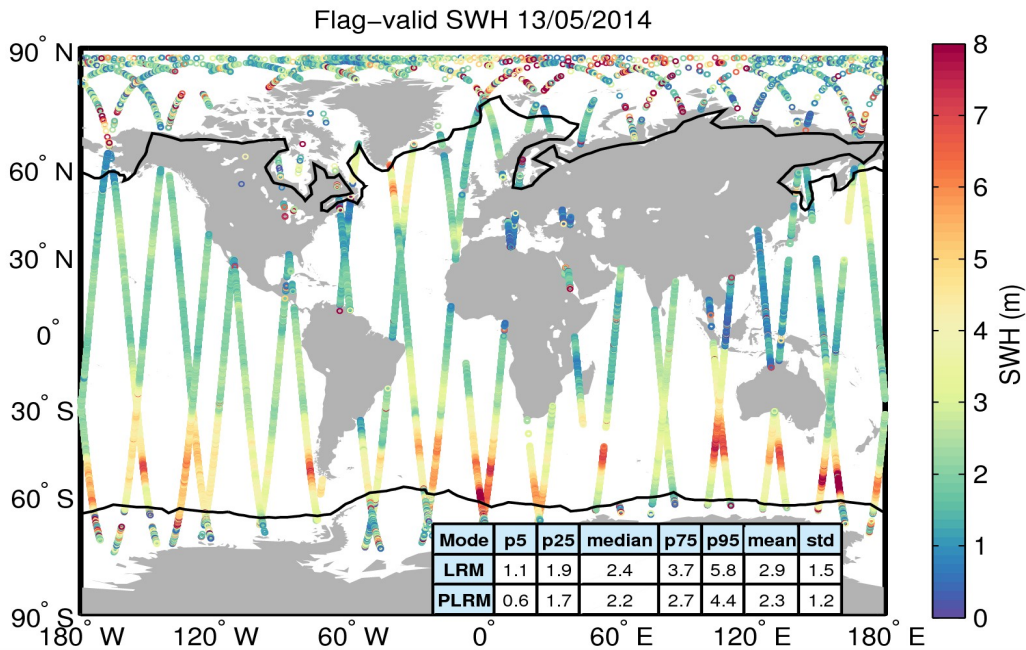 Flag−valid SWH 13/05/2014
90° N
60° N
30° N
0°
30° S
60° S
90° S
180° W
120° W
60° W
0°
60° E
120° E
180° E
Mode p5 p25 median p75 p95 mean std
LRM 1.1 1.9 2.4 3.7 5.8 2.9 1.5
PLRM 0.6 1.7 2.2 2.7 4.4 2.3 1.2
8
7
6
5
4
3
2
1
0
SWH (m)